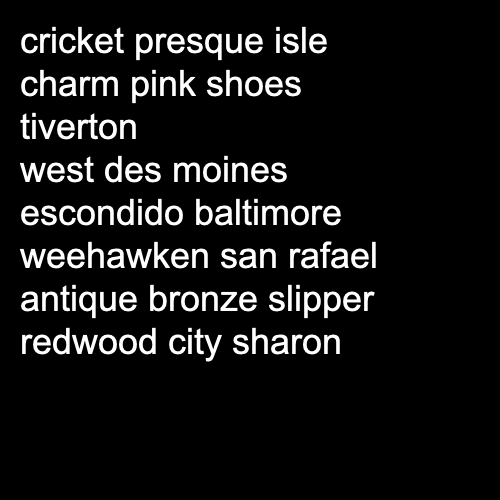 cricket presque isle
charm pink shoes
tiverton
west des moines
escondido baltimore
weehawken san rafael
antique bronze slipper
redwood city sharon